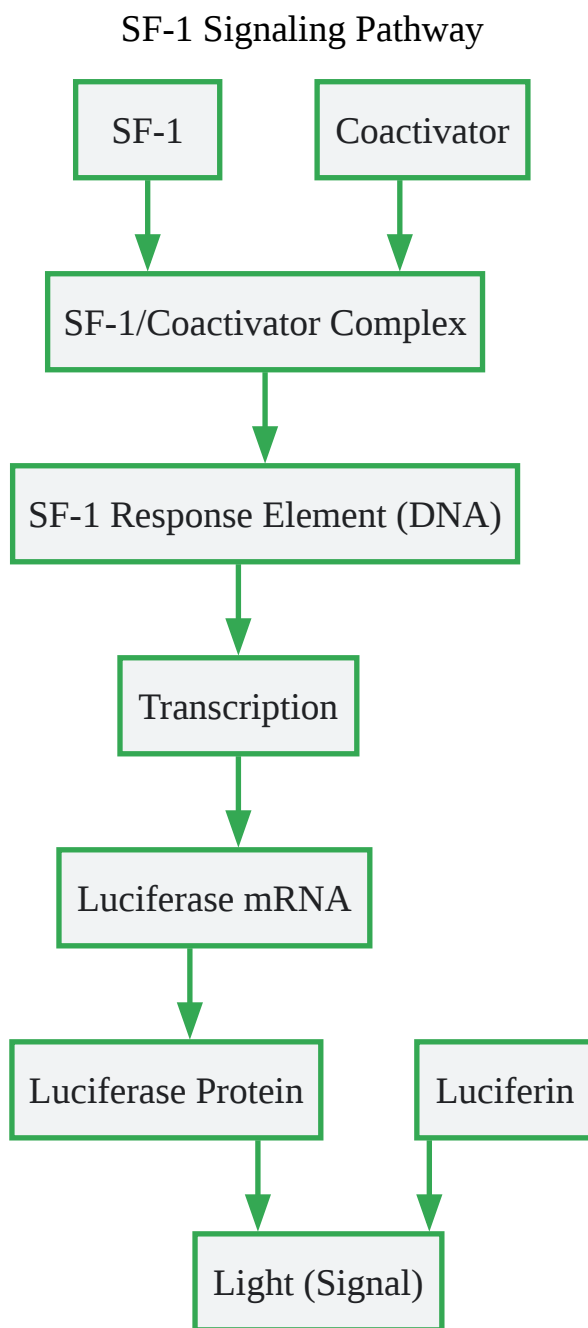 SF-1 Signaling Pathway
SF-1
Coactivator
SF-1/Coactivator Complex
SF-1 Response Element (DNA)
Transcription
Luciferase mRNA
Luciferase Protein
Luciferin
Light (Signal)